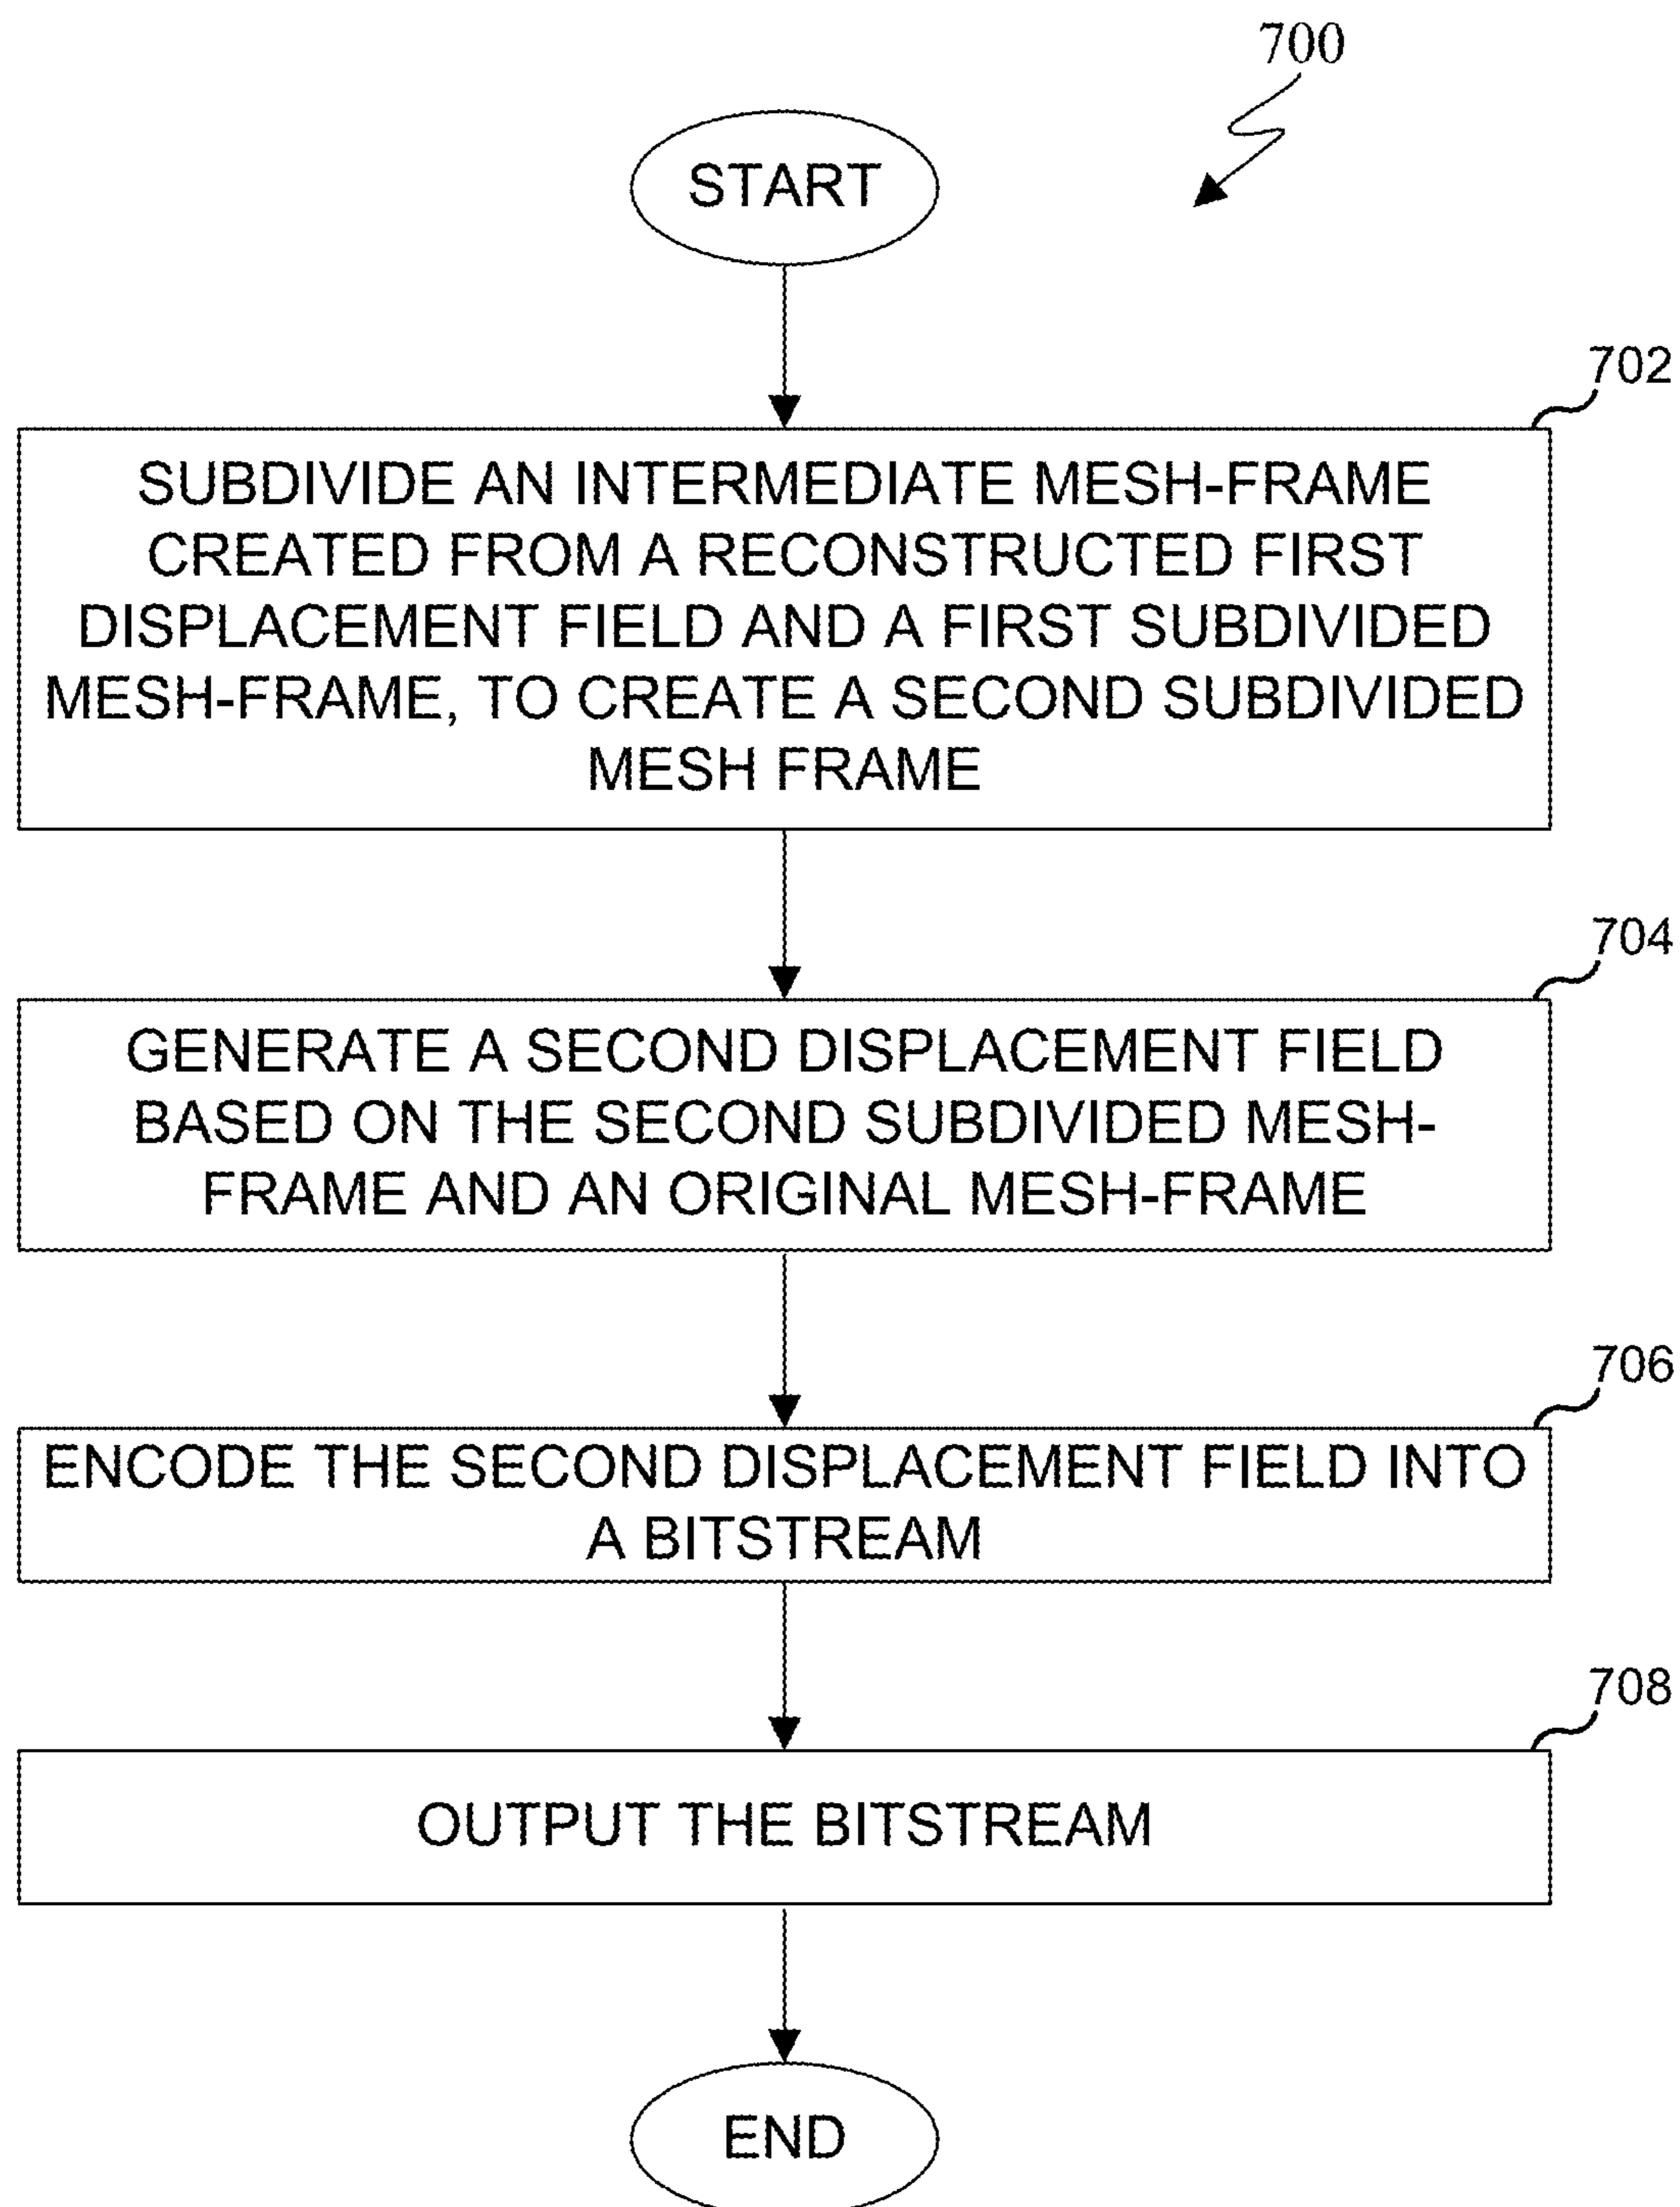 700
START
702
SUBDIVIDE AN INTERMEDIATE MESH-FRAME
CREATED FROM A RECONSTRUCTED FIRST
DISPLACEMENT FIELD AND A FIRST SUBDIVIDED
MESH-FRAME, TO CREATE A SECOND SUBDIVIDED
MESH FRAME
704
GENERATE A SECOND DISPLACEMENT FIELD
BASED ON THE SECOND SUBDIVIDED MESH-
FRAME AND AN ORIGINAL MESH-FRAME
706
ENCODE THE SECOND DISPLACEMENT FIELD INTO
A BITSTREAM
708
OUTPUT THE BITSTREAM
END